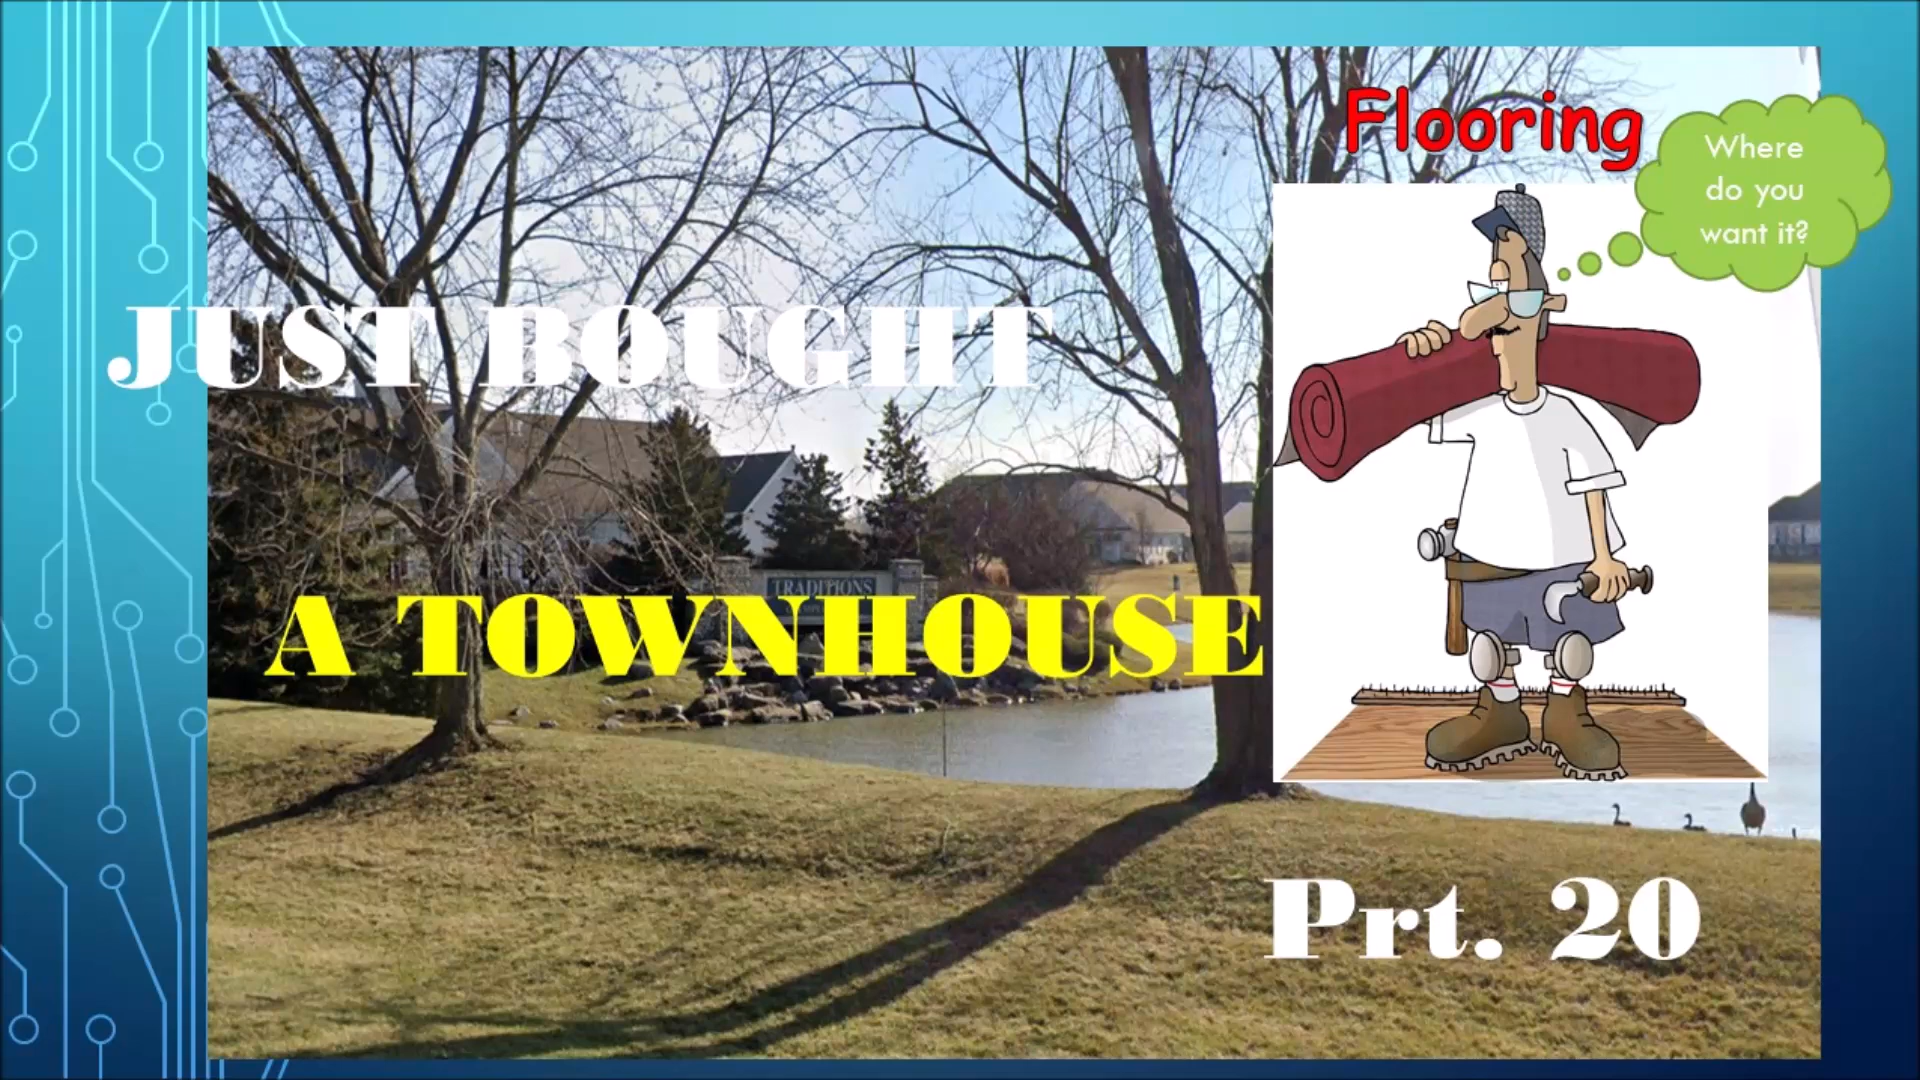 Flooring
Where
do you
want it?
JUST BOUGHT
TRADITIONS
A TOWNHOUSE
Prt. 20